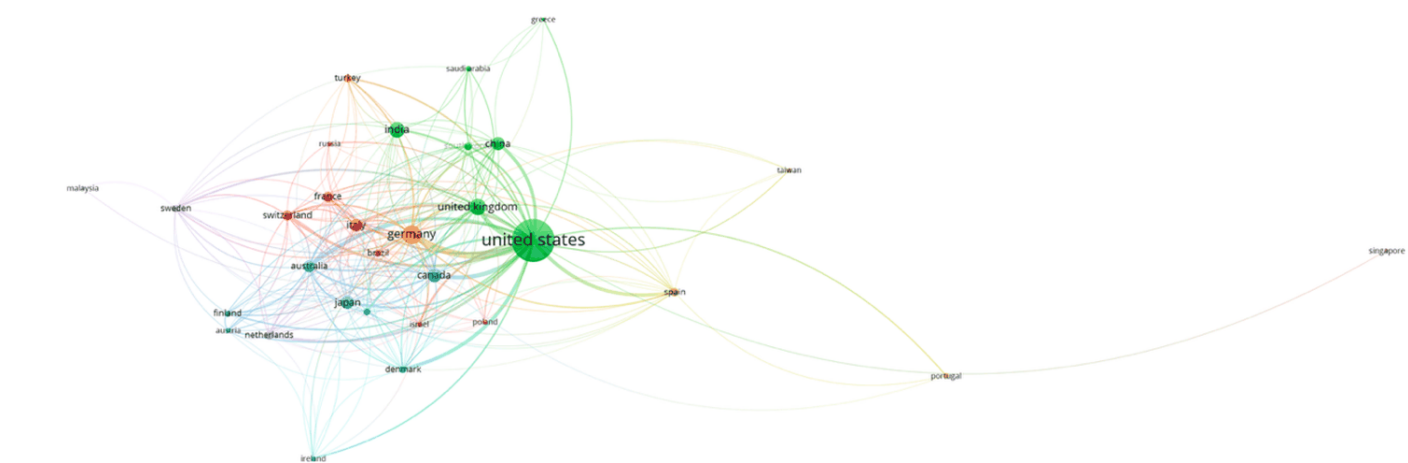 greece
saudi arabia
turkey
india
russia
china
taiwan
malaysia
france
sweden
united kingdom
switzerland
italy
germany
united states
brazil
singapore
australia
canada
spain
japan
finland
poland
israel
austria
netherlands
denmark
portugal
ireland